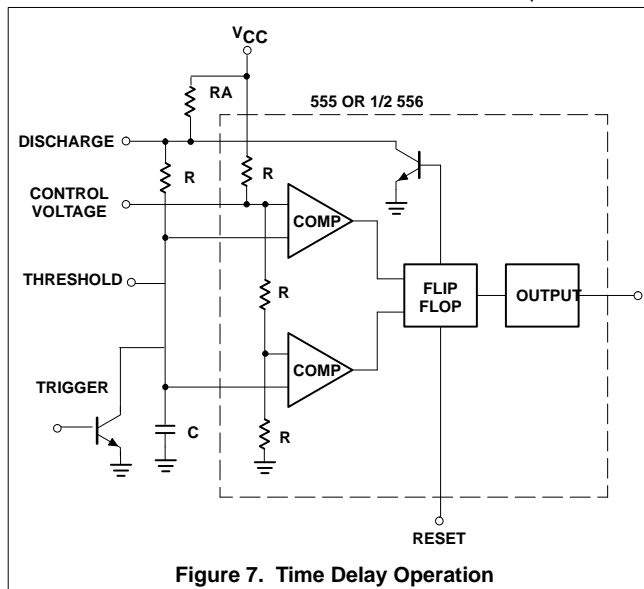 VCC
RA
555 OR 1/2 556
DISCHARGE
R
R
CONTROL
VOLTAGE
COMP
THRESHOLD
R
FLIP
FLOP
OUTPUT
COMP
TRIGGER
R
C
RESET
Figure 7. Time Delay Operation